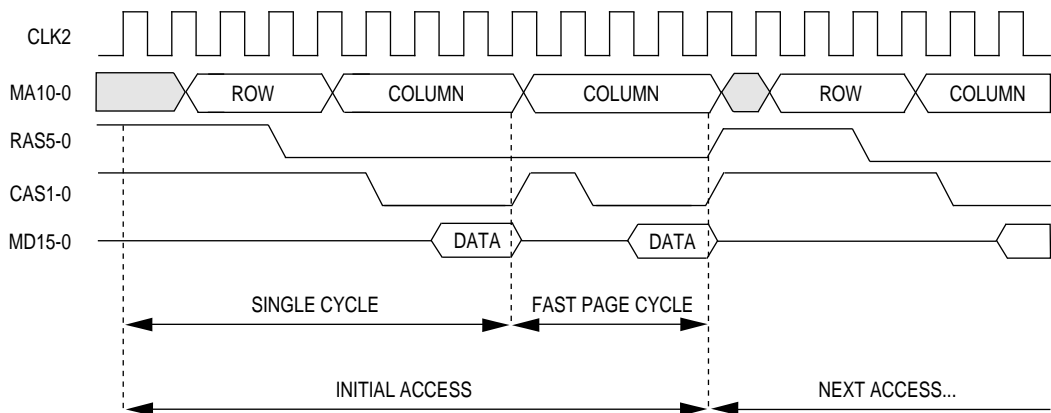 CLK2
MA10-0 ROW COLUMN COLUMN ROW COLUMN
RAS5-0
CAS1-0
MD15-0 DATA DATA
SINGLE CYCLE FAST PAGE CYCLE
INITIAL ACCESS NEXT ACCESS...